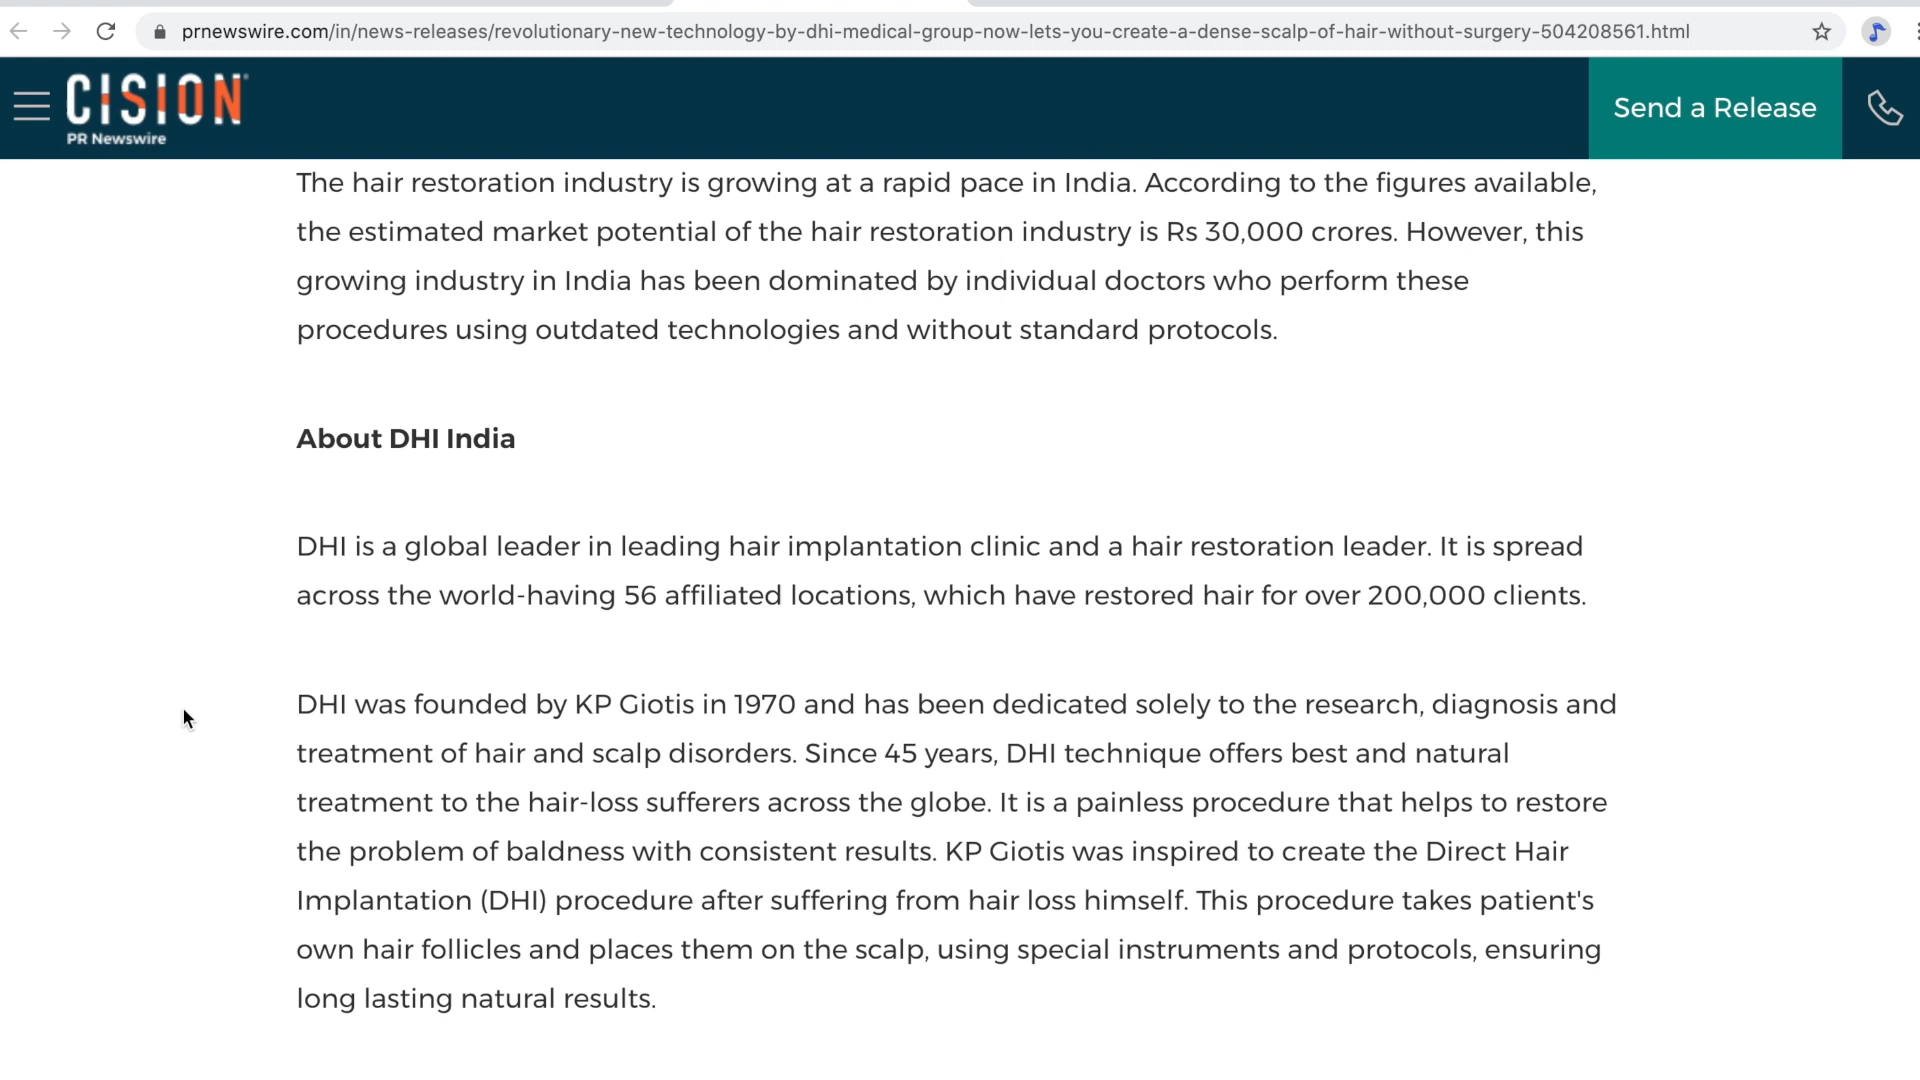 prnewswire.com/in/news-releases/revolutionary-new-technology-by-dhi-medical-group-now-lets-you-create-a-dense-scalp-of-hair-without-surgery-504208561.html
CISION
PR Newswire
Send a Release
The hair restoration industry is growing at a rapid pace in India. According to the figures available,
the estimated market potential of the hair restoration industry is Rs 30,000 crores. However, this
growing industry in India has been dominated by individual doctors who perform these
procedures using outdated technologies and without standard protocols.
About DHI India
DHI is a global leader in leading hair implantation clinic and a hair restoration leader. It is spread
across the world-having 56 affiliated locations, which have restored hair for over 200,000 clients.
DHI was founded by KP Giotis in 1970 and has been dedicated solely to the research, diagnosis and
treatment of hair and scalp disorders. Since 45 years, DHI technique offers best and natural
treatment to the hair-loss sufferers across the globe. It is a painless procedure that helps to restore
the problem of baldness with consistent results. KP Giotis was inspired to create the Direct Hair
Implantation (DHI) procedure after suffering from hair loss himself. This procedure takes patient's
own hair follicles and places them on the scalp, using special instruments and protocols, ensuring
long lasting natural results.